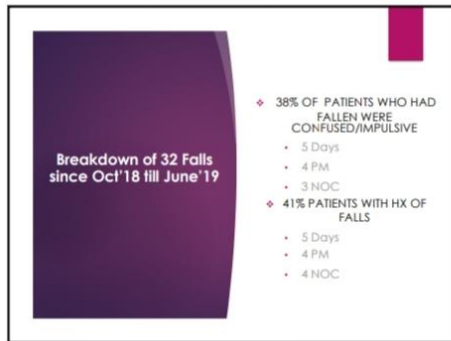 Breakdown of 32 Falls
since Oct'18 till June'19
❖ 38% OF PATIENTS WHO HAD
FALLEN WERE
CONFUSED/IMPULSIVE
• 5 Days
• 4 PM
• 3 NOC
❖ 41% PATIENTS WITH HX OF
FALLS
• 5 Days
• 4 PM
• 4 NOC